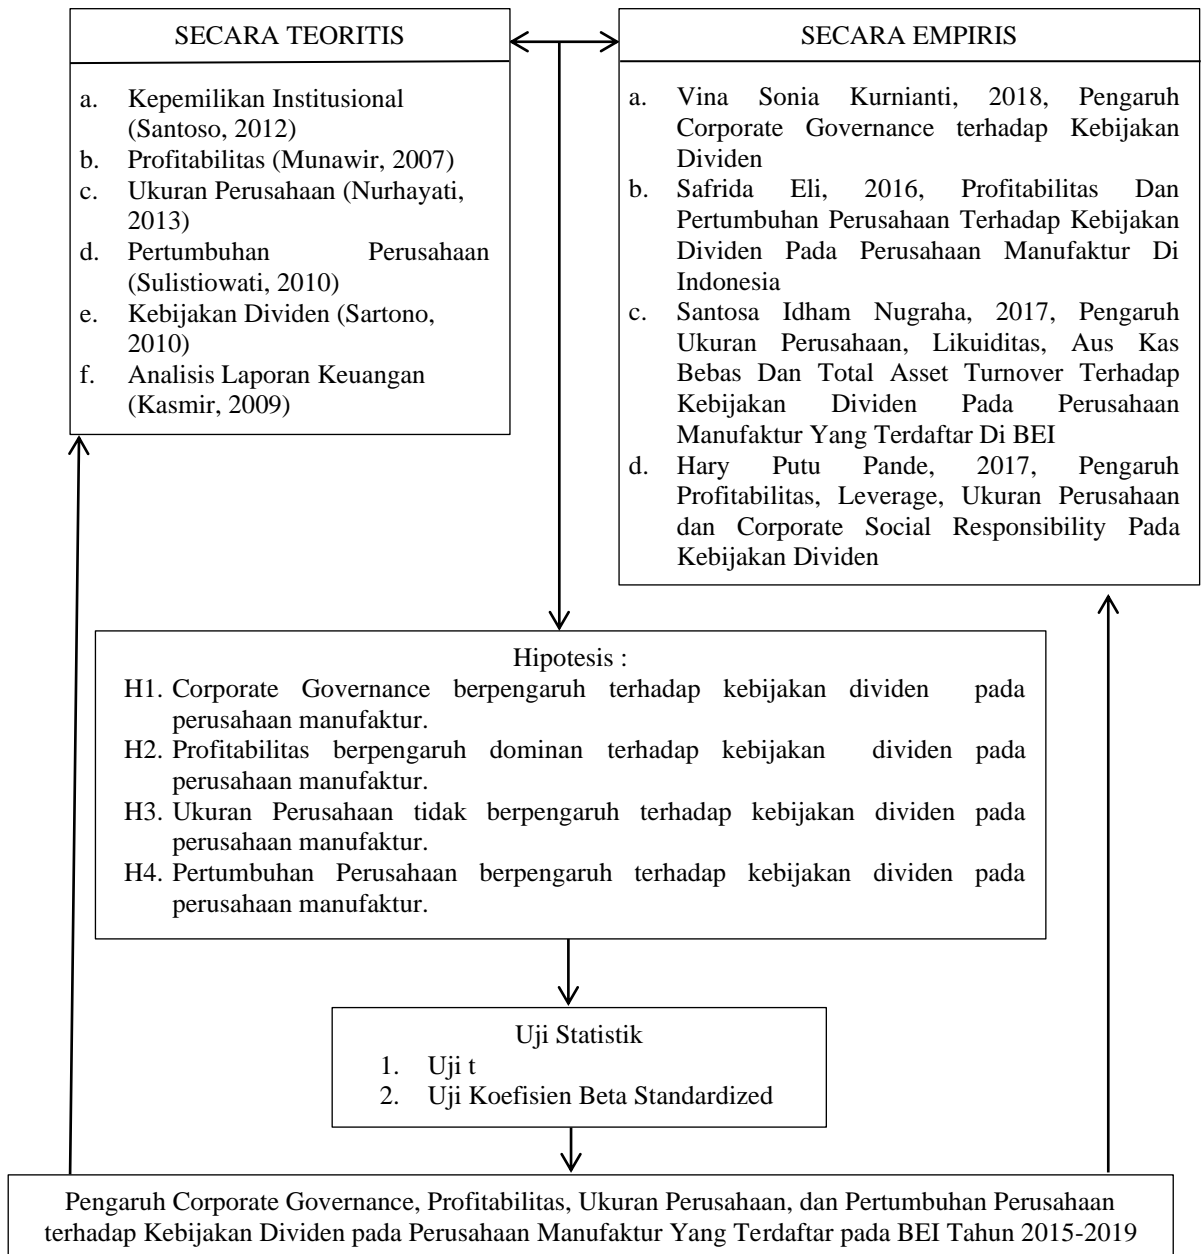 SECARA TEORITIS
a. Kepemilikan Institusional
(Santoso, 2012)
b. Profitabilitas (Munawir, 2007)
c. Ukuran Perusahaan (Nurhayati,
2013)
d. Pertumbuhan Perusahaan
(Sulistiowati, 2010)
e. Kebijakan Dividen (Sartono,
2010)
f. Analisis Laporan Keuangan
(Kasmir, 2009)
SECARA EMPIRIS
a. Vina Sonia Kurnianti, 2018, Pengaruh
Corporate Governance terhadap Kebijakan
Dividen
b. Safrida Eli, 2016, Profitabilitas Dan
Pertumbuhan Perusahaan Terhadap Kebijakan
Dividen Pada Perusahaan Manufaktur Di
Indonesia
c. Santosa Idham Nugraha, 2017, Pengaruh
Ukuran Perusahaan, Likuiditas, Aus Kas
Bebas Dan Total Asset Turnover Terhadap
Kebijakan Dividen Pada Perusahaan
Manufaktur Yang Terdaftar Di BEI
d. Hary Putu Pande, 2017, Pengaruh
Profitabilitas, Leverage, Ukuran Perusahaan
dan Corporate Social Responsibility Pada
Kebijakan Dividen
Hipotesis :
H1. Corporate Governance berpengaruh terhadap kebijakan dividen pada
perusahaan manufaktur.
H2. Profitabilitas berpengaruh dominan terhadap kebijakan dividen pada
perusahaan manufaktur.
H3. Ukuran Perusahaan tidak berpengaruh terhadap kebijakan dividen pada
perusahaan manufaktur.
H4. Pertumbuhan Perusahaan berpengaruh terhadap kebijakan dividen pada
perusahaan manufaktur.
Uji Statistik
1. Uji t
2. Uji Koefisien Beta Standardized
Pengaruh Corporate Governance, Profitabilitas, Ukuran Perusahaan, dan Pertumbuhan Perusahaan
terhadap Kebijakan Dividen pada Perusahaan Manufaktur Yang Terdaftar pada BEI Tahun 2015-2019